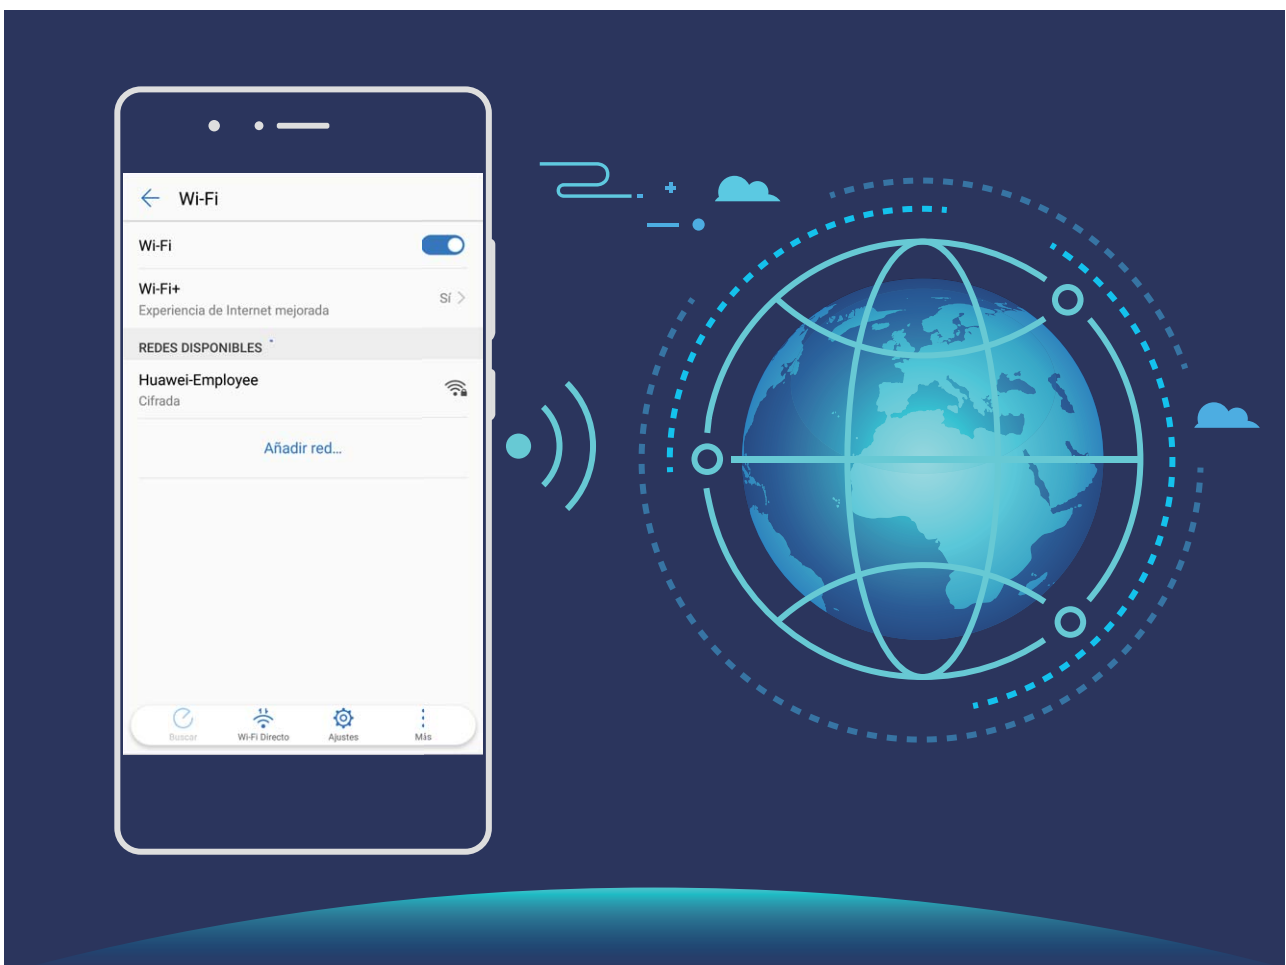 Wi-Fi
Wi-Fi
Wi-Fi+
Experiencia de Internet mejorada
Sí
REDES DISPONIBLES
Huawei-Employee
Cifrada
Añadir red...
Buscar
Wi-Fi Directo
Ajustes
Más